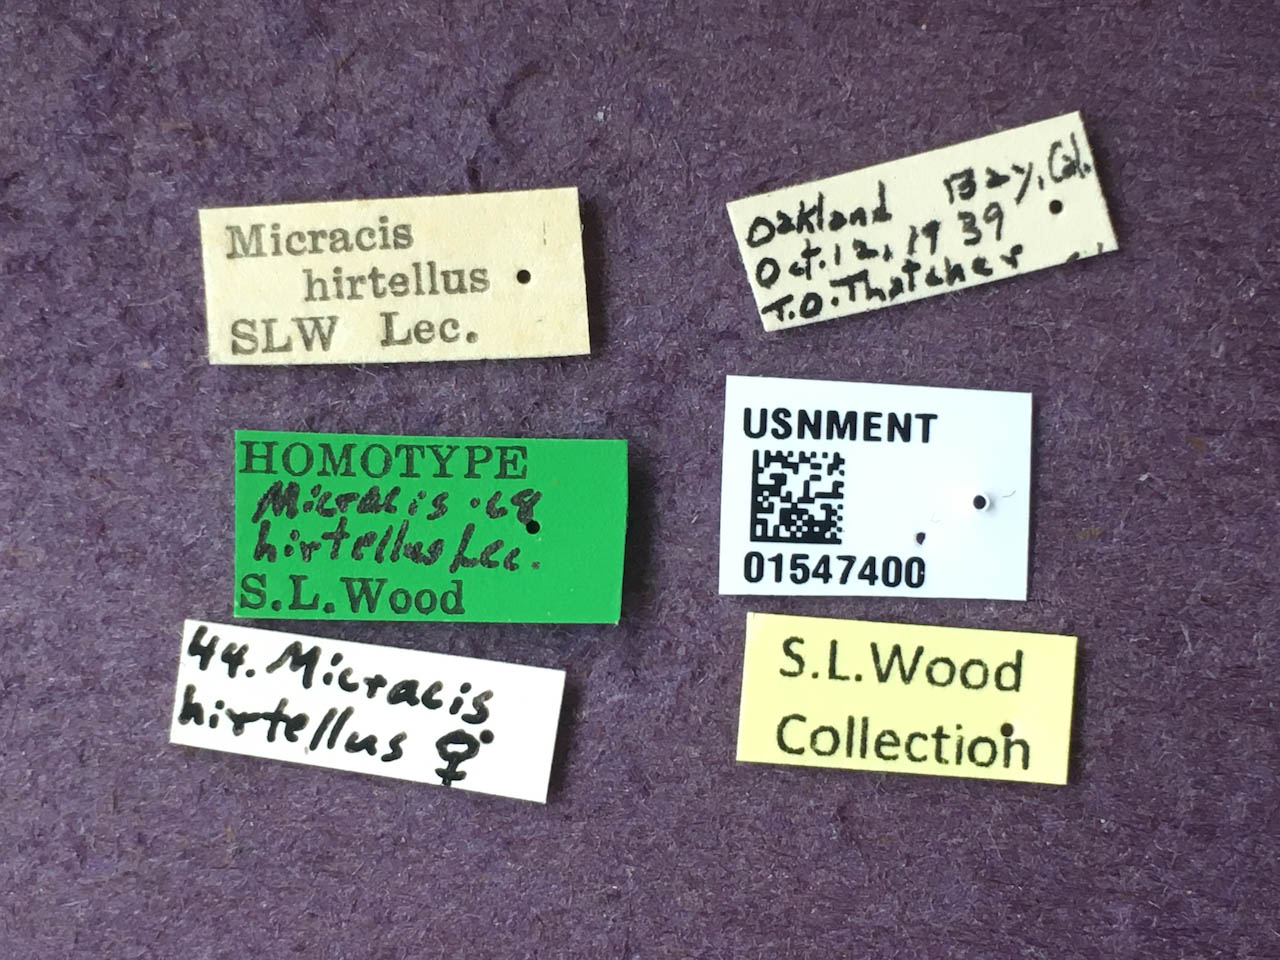 Micracis
hirtellus
SLW Lec.
Oakland Bay, Cal.
Oct. 12, 1939
T.O. Thatcher
HOMOTYPE
Micracis
hirtellus Lec.
S.L.Wood
USNMENT
01547400
44. Micracis
hirtellus ♀
S.L.Wood
Collection